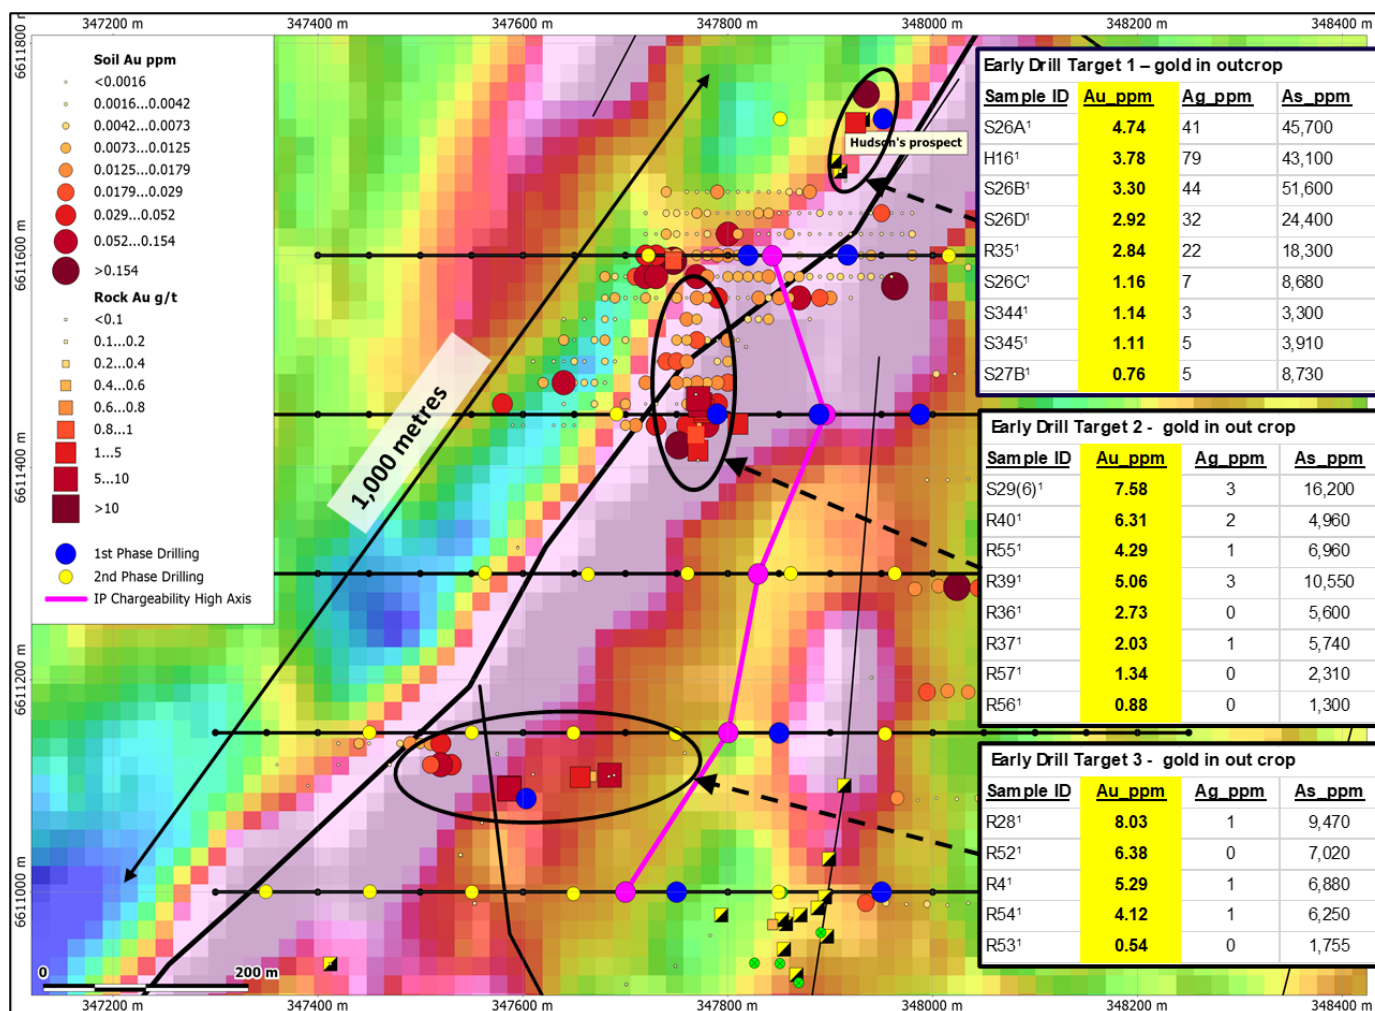 347200 m 347400 m 347600 m 347800 m 348000 m 348200 m 348400 m
661800 m
6611600 m
6611400 m
6611200 m
6611000 m
Soil Au ppm
<0.0016
0.0016...0.0042
0.0042...0.0073
0.0073...0.0125
0.0125...0.0179
0.0179...0.029
0.029...0.052
0.052...0.154
>0.154
Rock Au g/t
<0.1
0.1...0.2
0.2...0.4
0.4...0.6
0.6...0.8
0.8...1
1...5
5...10
>10
1st Phase Drilling
2nd Phase Drilling
IP Chargeability High Axis
1,000 metres
Hudson's prospect
Early Drill Target 1 – gold in outcrop
Sample ID Au_ppm Ag_ppm As_ppm
S26A¹ 4.74 41 45,700
H16¹ 3.78 79 43,100
S26B¹ 3.30 44 51,600
S26D¹ 2.92 32 24,400
R35¹ 2.84 22 18,300
S26C¹ 1.16 7 8,680
S344¹ 1.14 3 3,300
S345¹ 1.11 5 3,910
S27B¹ 0.76 5 8,730
Early Drill Target 2 - gold in out crop
Sample ID Au_ppm Ag_ppm As_ppm
S29(6)¹ 7.58 3 16,200
R40¹ 6.31 2 4,960
R55¹ 4.29 1 6,960
R39¹ 5.06 3 10,550
R36¹ 2.73 0 5,600
R37¹ 2.03 1 5,740
R57¹ 1.34 0 2,310
R56¹ 0.88 0 1,300
Early Drill Target 3 - gold in out crop
Sample ID Au_ppm Ag_ppm As_ppm
R28¹ 8.03 1 9,470
R52¹ 6.38 0 7,020
R4¹ 5.29 1 6,880
R54¹ 4.12 1 6,250
R53¹ 0.54 0 1,755
0 200 m
347200 m 347400 m 347600 m 347800 m 348000 m 348200 m 348400 m